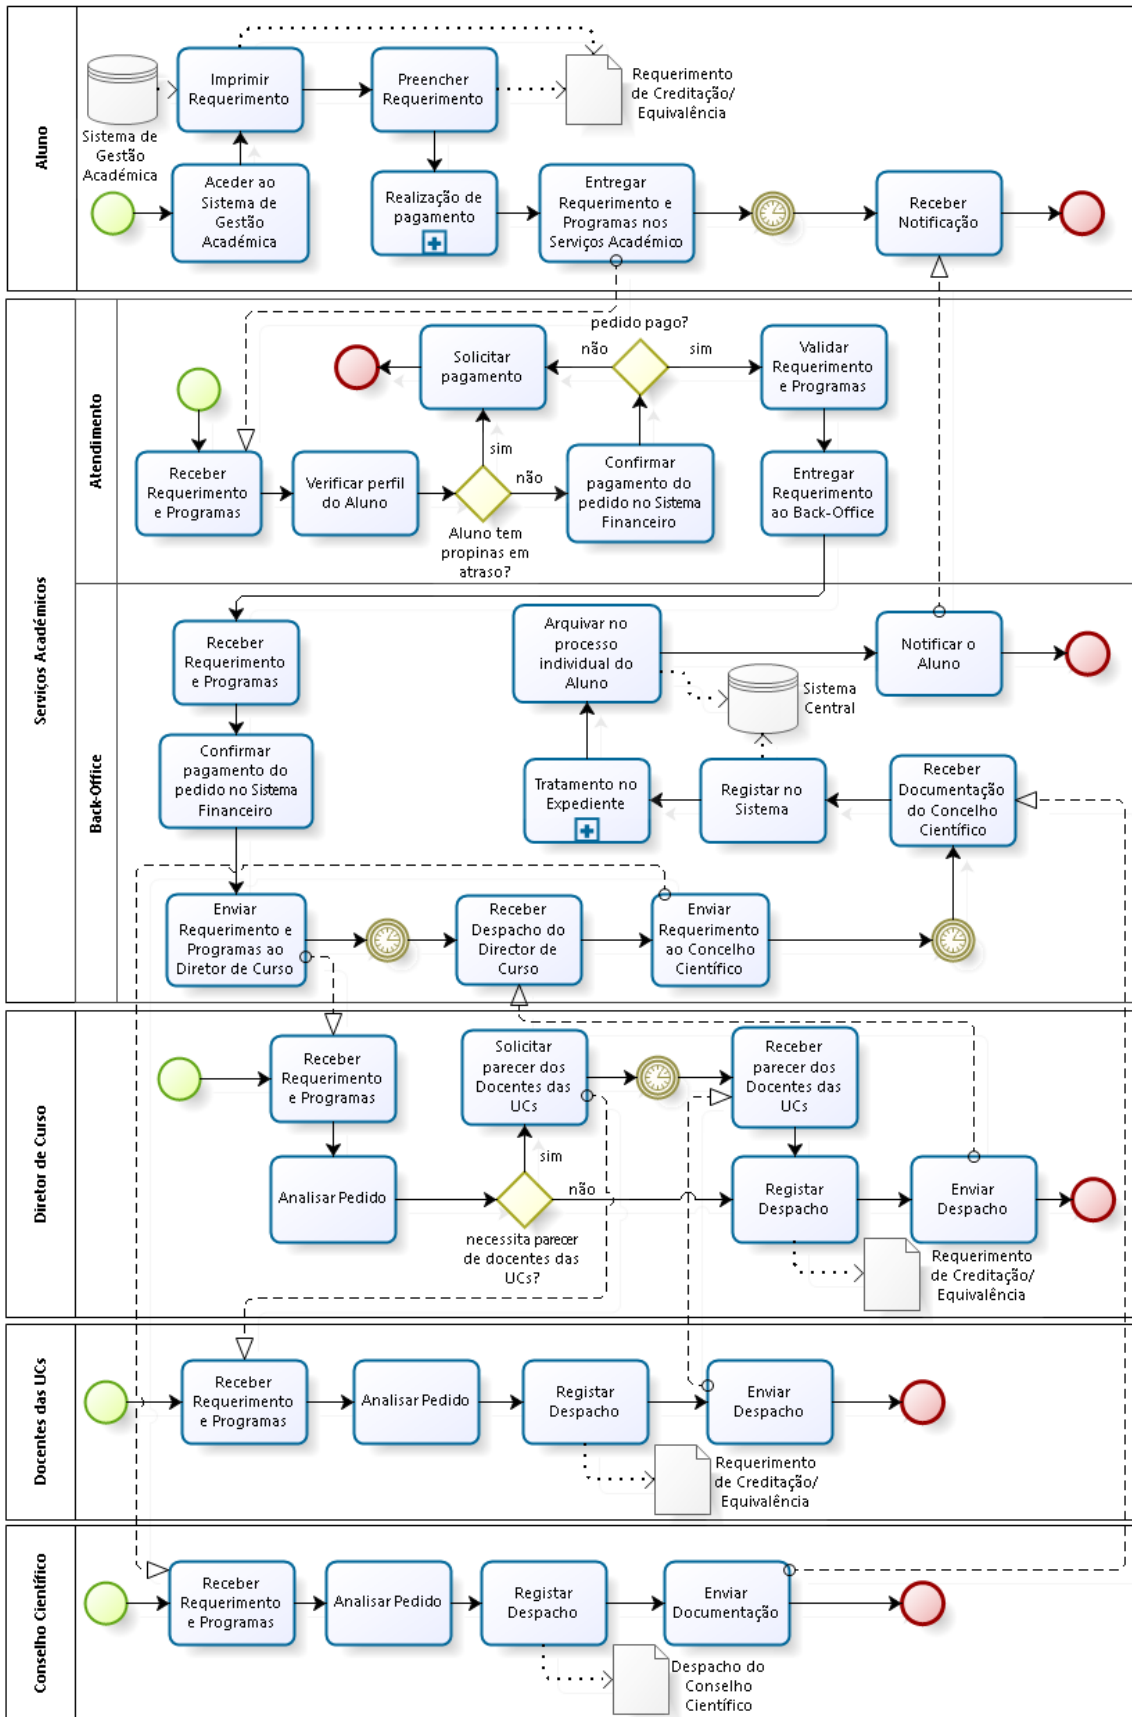 Aluno
Sistema de
Gestão
Académica
Imprimir
Requerimento
Preencher
Requerimento
Requerimento
de Creditação/
Equivalência
Aceder ao
Sistema de
Gestão
Académica
Realização de
pagamento
Entregar
Requerimento e
Programas nos
Serviços Académico
Receber
Notificação
Serviços Académicos
Atendimento
Solicitar
pagamento
pedido pago?
não
sim
Validar
Requerimento
e Programas
Receber
Requerimento
e Programas
Verificar perfil
do Aluno
sim
não
Aluno tem
propinas em
atraso?
Confirmar
pagamento do
pedido no Sistema
Financeiro
Entregar
Requerimento
ao Back-Office
Back-Office
Receber
Requerimento
e Programas
Arquivar no
processo
individual do
Aluno
Sistema
Central
Notificar o
Aluno
Confirmar
pagamento do
pedido no Sistema
Financeiro
Tratamento no
Expediente
Registar no
Sistema
Receber
Documentação
do Concelho
Científico
Enviar
Requerimento e
Programas ao
Diretor de Curso
Receber
Despacho do
Director de
Curso
Enviar
Requerimento
ao Concelho
Científico
Diretor de Curso
Receber
Requerimento
e Programas
Solicitar
parecer dos
Docentes das
UCs
Receber
parecer dos
Docentes das
UCs
Analisar Pedido
sim
não
necessita parecer
de docentes das
UCs?
Registar
Despacho
Enviar
Despacho
Requerimento
de Creditação/
Equivalência
Docentes das UCs
Receber
Requerimento
e Programas
Analisar Pedido
Registar
Despacho
Enviar
Despacho
Requerimento
de Creditação/
Equivalência
Conselho Científico
Receber
Requerimento
e Programas
Analisar Pedido
Registar
Despacho
Enviar
Documentação
Despacho do
Conselho
Científico